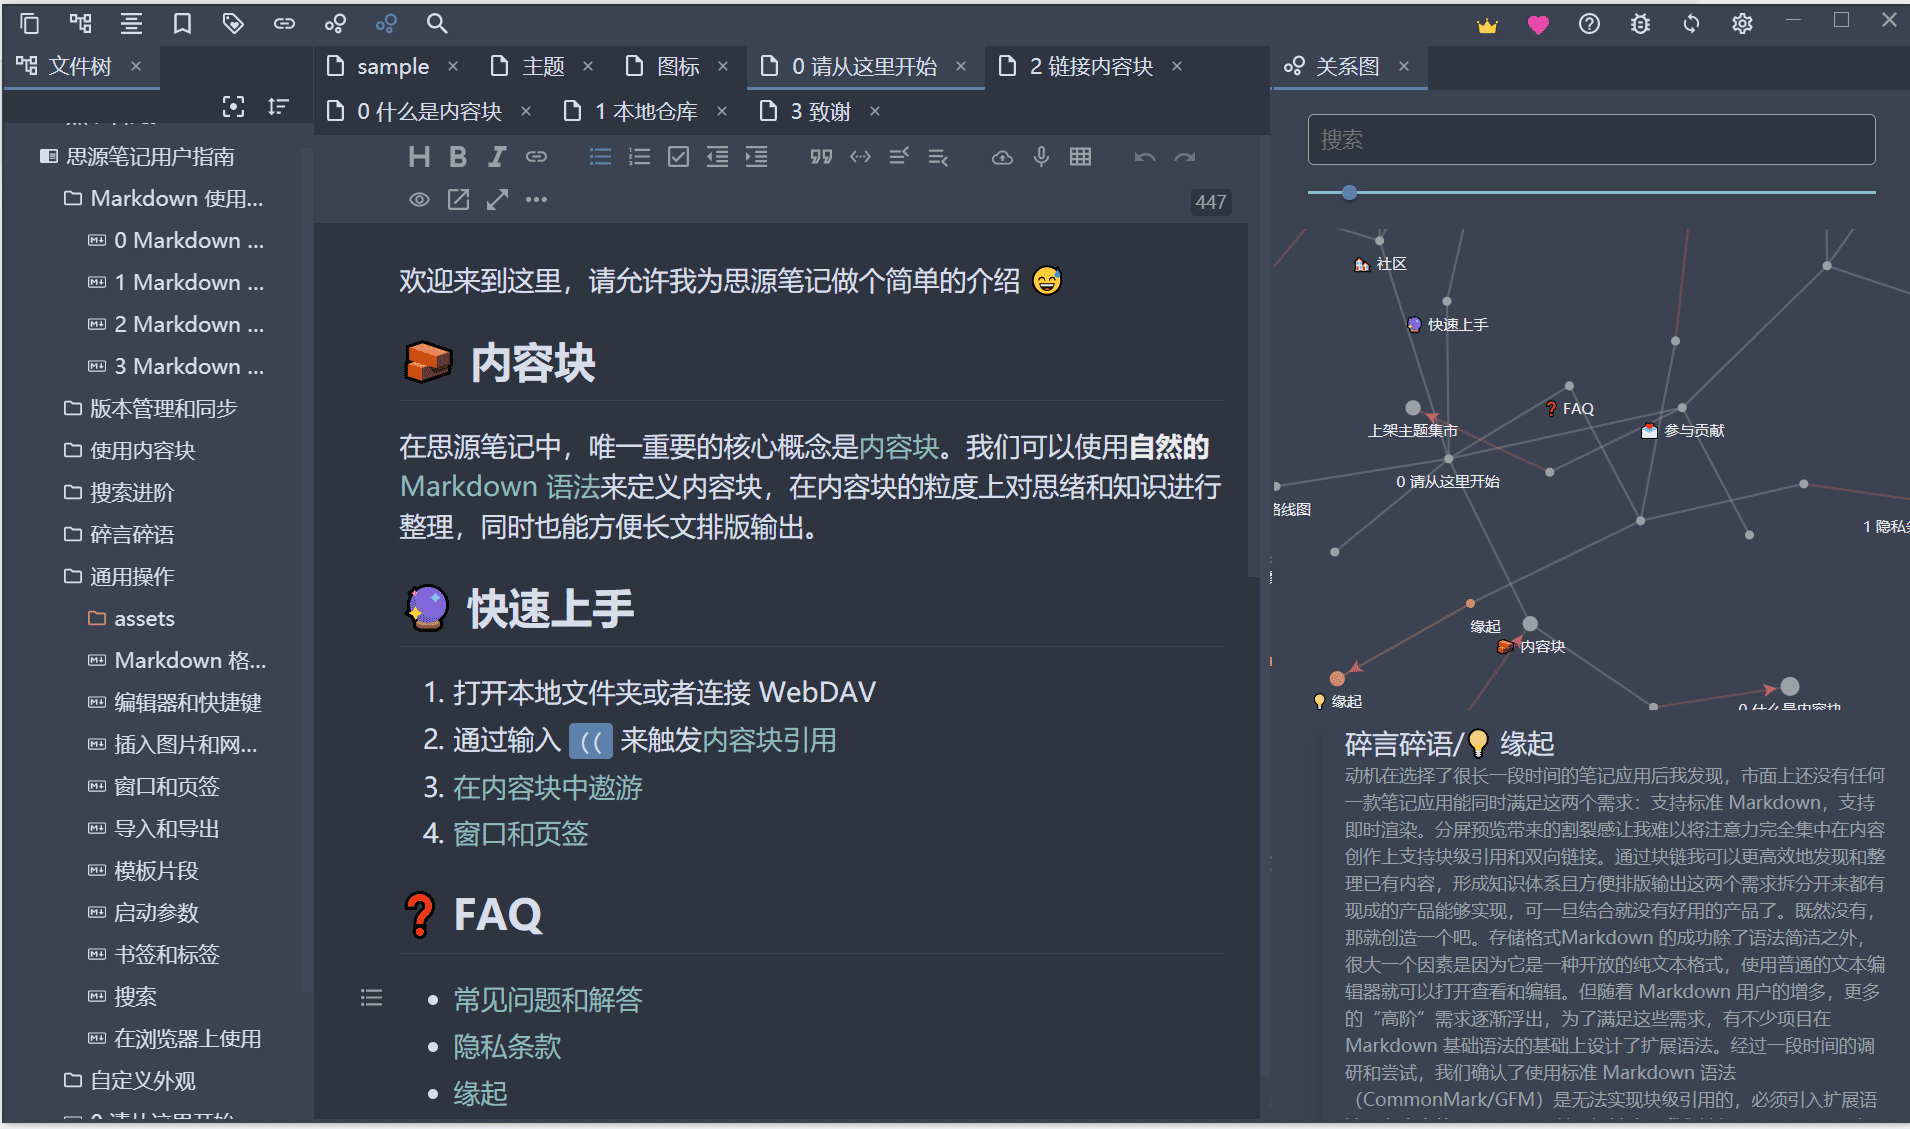 文件树
sample
主题
图标
0 请从这里开始
2 链接内容块
0 什么是内容块
1 本地仓库
3 致谢
关系图
思源笔记用户指南
Markdown 使用...
0 Markdown ...
1 Markdown ...
2 Markdown ...
3 Markdown ...
版本管理和同步
使用内容块
搜索进阶
碎言碎语
通用操作
assets
Markdown 格...
编辑器和快捷键
插入图片和网...
窗口和页签
导入和导出
模板片段
启动参数
书签和标签
搜索
在浏览器上使用
自定义外观
0 请从这里开始
447
欢迎来到这里，请允许我为思源笔记做个简单的介绍 😅
内容块
在思源笔记中，唯一重要的核心概念是内容块。我们可以使用自然的
Markdown 语法来定义内容块，在内容块的粒度上对思绪和知识进行
整理，同时也能方便长文排版输出。
快速上手
1. 打开本地文件夹或者连接 WebDAV
2. 通过输入 (( 来触发内容块引用
3. 在内容块中遨游
4. 窗口和页签
FAQ
常见问题和解答
隐私条款
缘起
搜索
社区
快速上手
FAQ
上架主题集市
参与贡献
0 请从这里开始
路线图
1 隐私条
缘起
内容块
缘起
0 什么是内容块
碎言碎语/💡 缘起
动机在选择了很长一段时间的笔记应用后我发现，市面上还没有任何
一款笔记应用能同时满足这两个需求：支持标准 Markdown，支持
即时渲染。分屏预览带来的割裂感让我难以将注意力完全集中在内容
创作上支持块级引用和双向链接。通过块链我可以更高效地发现和整
理已有内容，形成知识体系且方便排版输出这两个需求拆分开来都有
现成的产品能够实现，可一旦结合就没有好用的产品了。既然没有，
那就创造一个吧。存储格式Markdown 的成功除了语法简洁之外，
很大一个因素是因为它是一种开放的纯文本格式，使用普通的文本编
辑器就可以打开查看和编辑。但随着 Markdown 用户的增多，更多
的“高阶”需求逐渐浮出，为了满足这些需求，有不少项目在
Markdown 基础语法的基础上设计了扩展语法。经过一段时间的调
研和尝试，我们确认了使用标准 Markdown 语法
（CommonMark/GFM）是无法实现块级引用的，必须引入扩展语